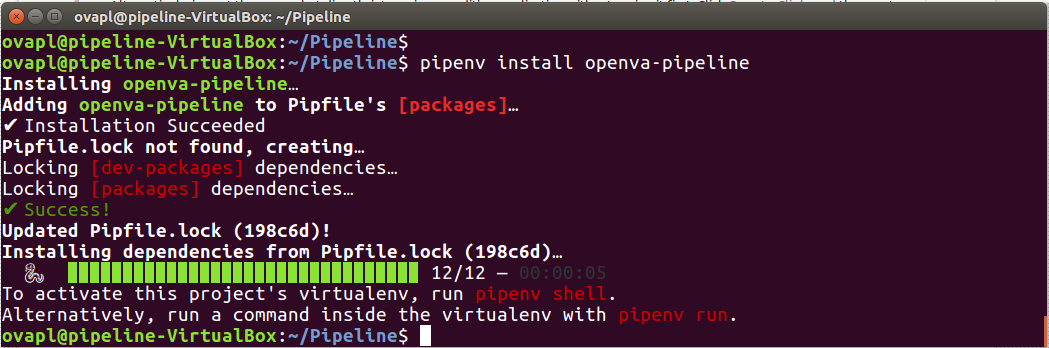 ovapl@pipeline-VirtualBox: ~/Pipeline
ovapl@pipeline-VirtualBox:~/Pipeline$
ovapl@pipeline-VirtualBox:~/Pipeline$ pipenv install openva-pipeline
Installing openva-pipeline…
Adding openva-pipeline to Pipfile's [packages]…
✔ Installation Succeeded
Pipfile.lock not found, creating…
Locking [dev-packages] dependencies…
Locking [packages] dependencies…
✔ Success!
Updated Pipfile.lock (198c6d)!
Installing dependencies from Pipfile.lock (198c6d)…
12/12 — 00:00:05
To activate this project's virtualenv, run pipenv shell.
Alternatively, run a command inside the virtualenv with pipenv run.
ovapl@pipeline-VirtualBox:~/Pipeline$